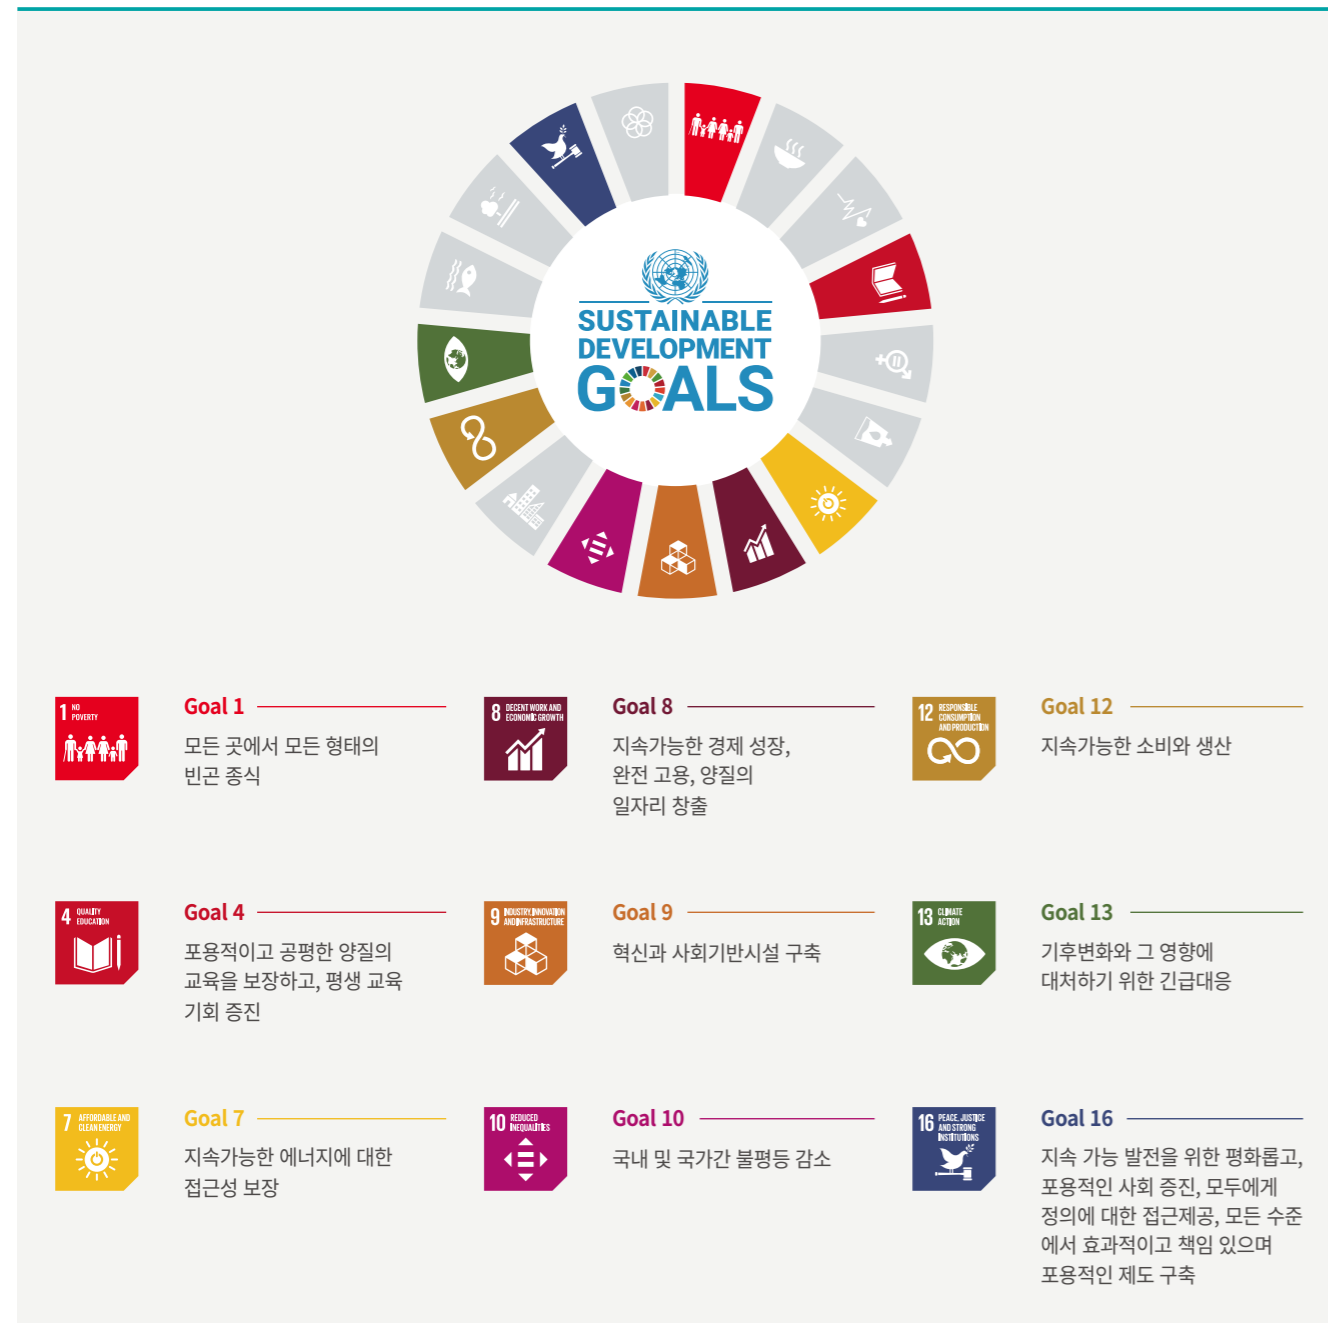 SUSTAINABLE
DEVELOPMENT
GOALS
1 NO
POVERTY
Goal 1
모든 곳에서 모든 형태의
빈곤 종식
8 DECENT WORK AND
ECONOMIC GROWTH
Goal 8
지속가능한 경제 성장,
완전 고용, 양질의
일자리 창출
12 RESPONSIBLE
CONSUMPTION
AND PRODUCTION
Goal 12
지속가능한 소비와 생산
4 QUALITY
EDUCATION
Goal 4
포용적이고 공평한 양질의
교육을 보장하고, 평생 교육
기회 증진
9 INDUSTRY, INNOVATION
AND INFRASTRUCTURE
Goal 9
혁신과 사회기반시설 구축
13 CLIMATE
ACTION
Goal 13
기후변화와 그 영향에
대처하기 위한 긴급대응
7 AFFORDABLE AND
CLEAN ENERGY
Goal 7
지속가능한 에너지에 대한
접근성 보장
10 REDUCED
INEQUALITIES
Goal 10
국내 및 국가간 불평등 감소
16 PEACE, JUSTICE
AND STRONG
INSTITUTIONS
Goal 16
지속 가능 발전을 위한 평화롭고,
포용적인 사회 증진, 모두에게
정의에 대한 접근제공, 모든 수준
에서 효과적이고 책임 있으며
포용적인 제도 구축